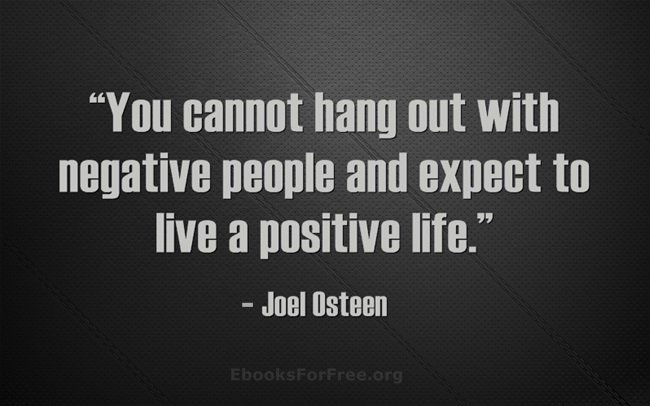 “You cannot hang out with
negative people and expect to
live a positive life.”
- Joel Osteen
EbooksForFree.org